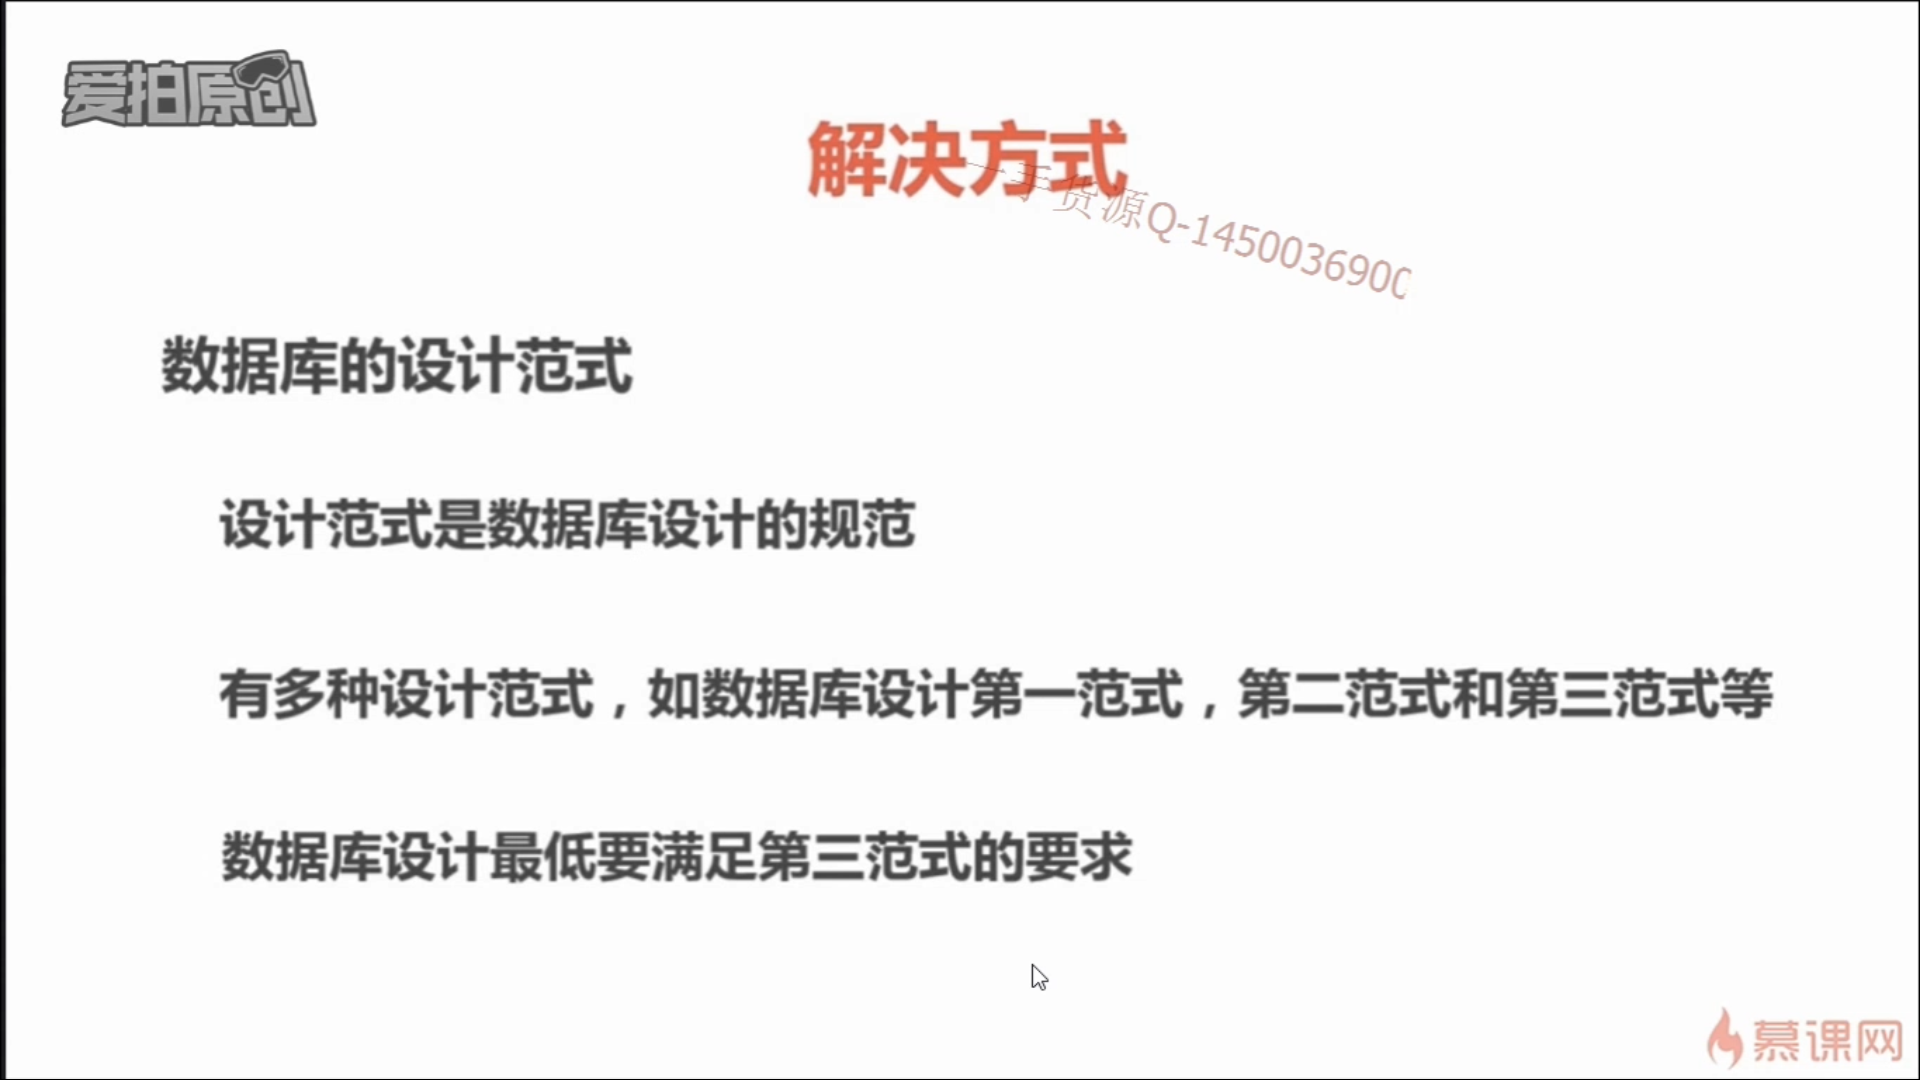 爱拍原创
解决方式
一手货源Q-1450036900
数据库的设计范式
设计范式是数据库设计的规范
有多种设计范式，如数据库设计第一范式，第二范式和第三范式等
数据库设计最低要满足第三范式的要求
慕课网